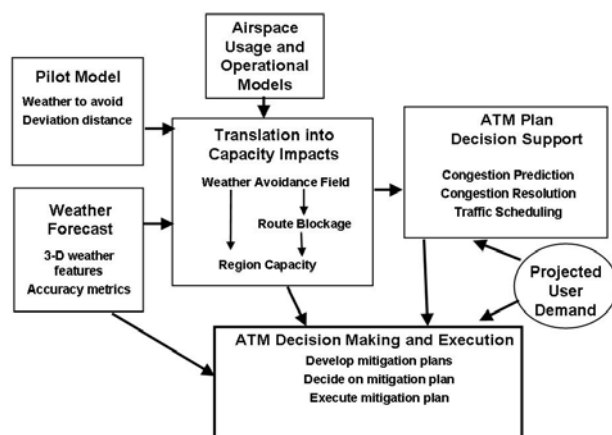 Airspace
Usage and
Operational
Models
Pilot Model
Weather to avoid
Deviation distance
Translation into
Capacity Impacts
Weather Avoidance Field
Route Blockage
Region Capacity
ATM Plan
Decision Support
Congestion Prediction
Congestion Resolution
Traffic Scheduling
Weather
Forecast
3-D weather
features
Accuracy metrics
Projected
User
Demand
ATM Decision Making and Execution
Develop mitigation plans
Decide on mitigation plan
Execute mitigation plan